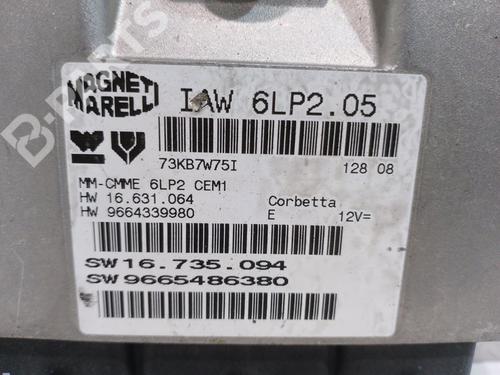 B-PARTS
MAGNETI MARELLI
IAW 6LP2.05
73KB7W75I 128 08
MM-CMME 6LP2 CEM1
HW 16.631.064 Corbetta
HW 9664339980 E 12V=
SW 16.735.094
SW 9665486380